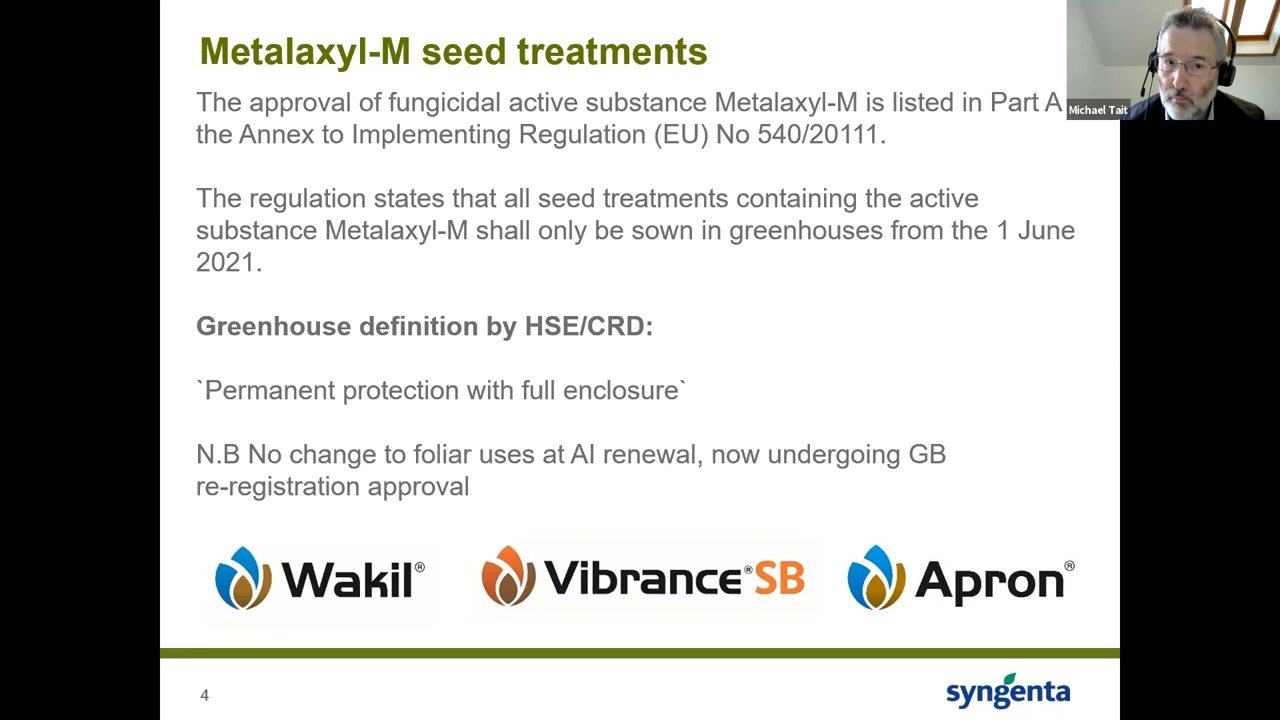 Metalaxyl-M seed treatments
The approval of fungicidal active substance Metalaxyl-M is listed in Part A
the Annex to Implementing Regulation (EU) No 540/20111.
The regulation states that all seed treatments containing the active
substance Metalaxyl-M shall only be sown in greenhouses from the 1 June
2021.
Greenhouse definition by HSE/CRD:
`Permanent protection with full enclosure`
N.B No change to foliar uses at AI renewal, now undergoing GB
re-registration approval
Wakil®
Vibrance® SB
Apron®
4
syngenta
Michael Tait